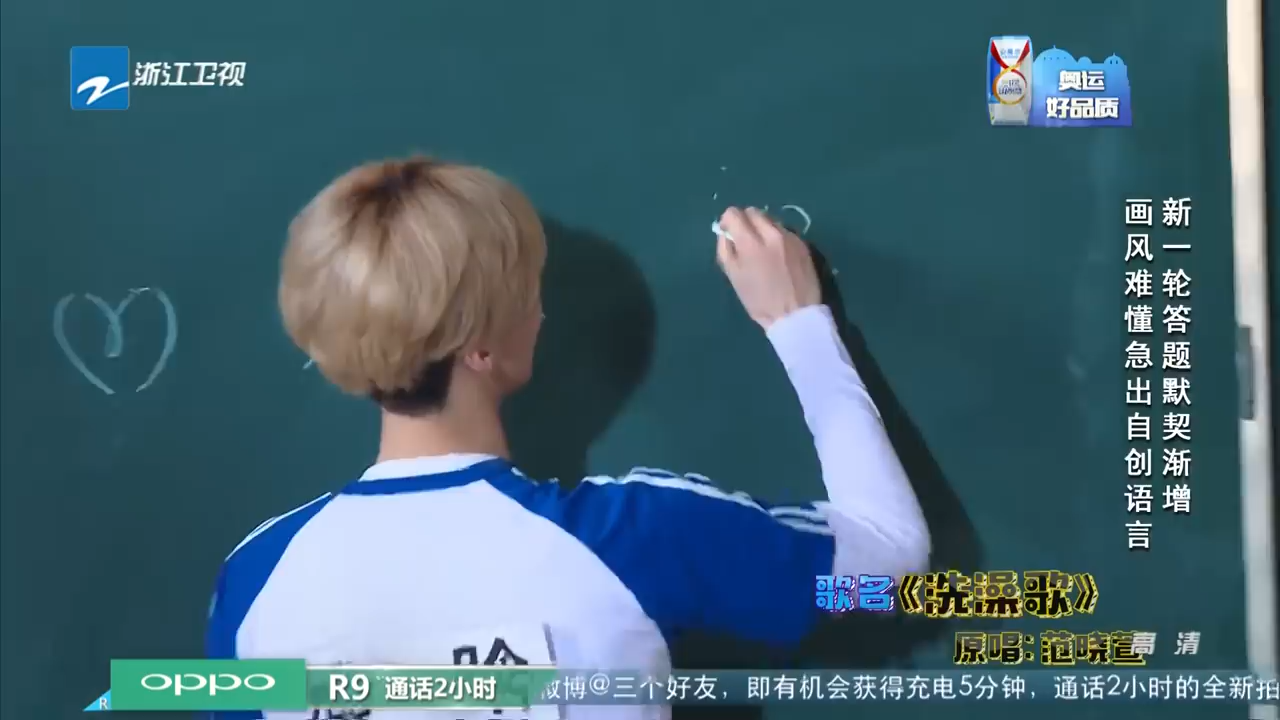 浙江卫视
奥运
好品质
新一轮答题默契渐增
画风难懂急出自创语言
歌名《洗澡歌》
原唱：范晓萱
高清
oppo
R9 通话2小时
微博@三个好友，即有机会获得充电5分钟，通话2小时的全新拍